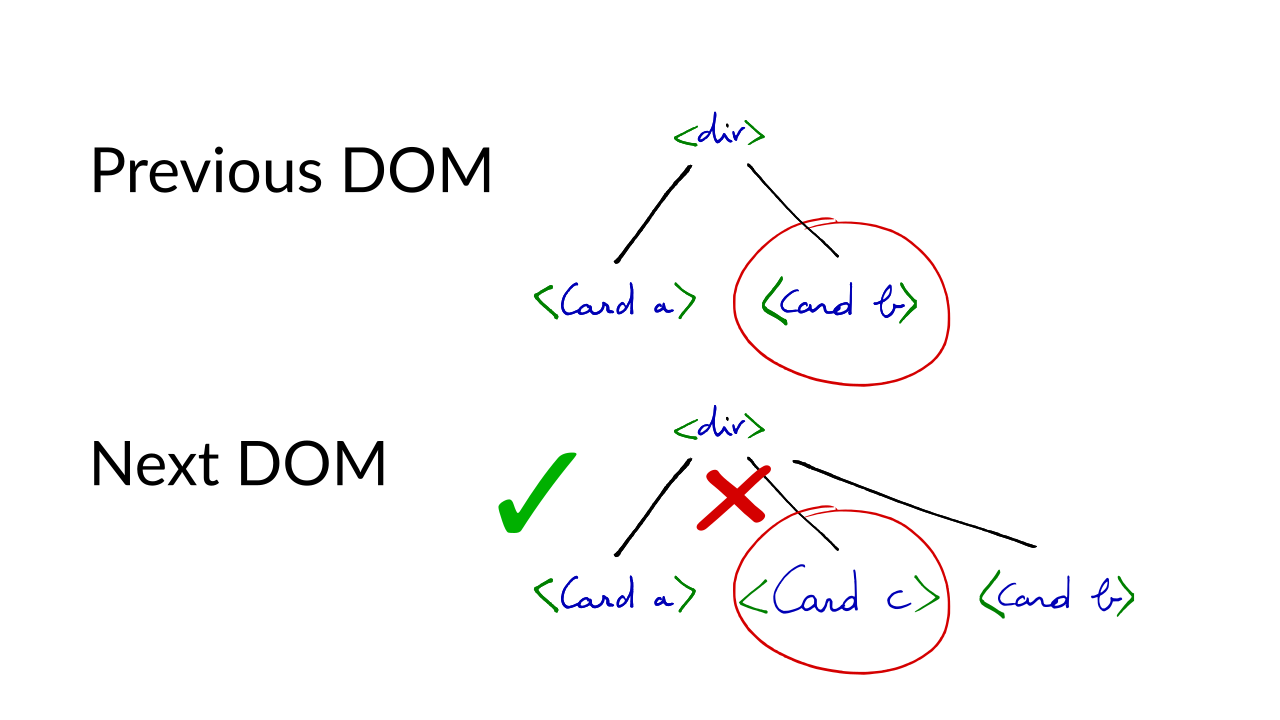 <div>
Previous DOM
<Card a> <Card b>
<div>
Next DOM
<Card a> <Card c> <Card b>